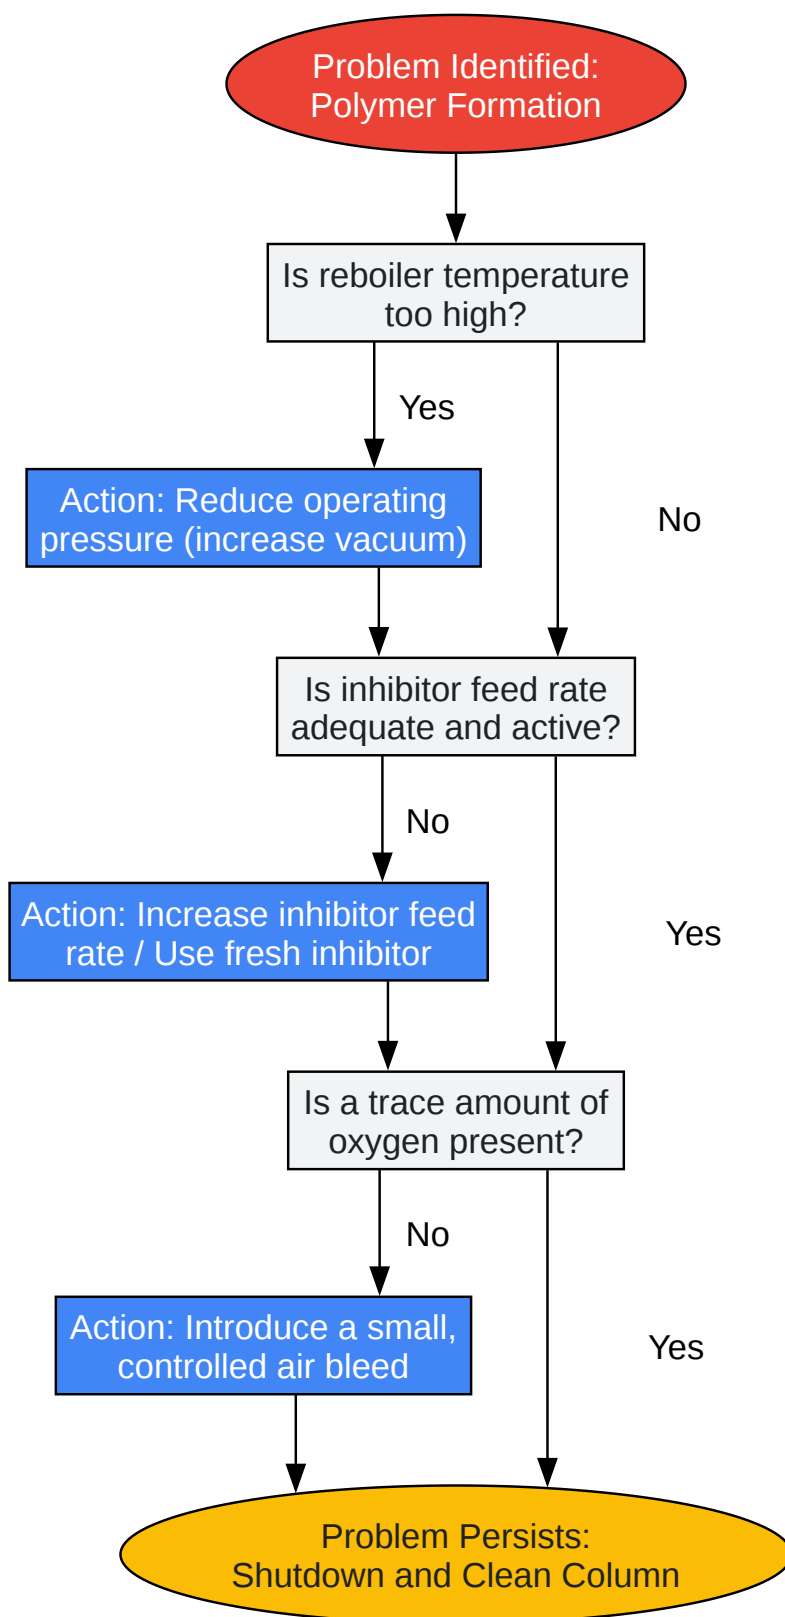 Problem Identified:
Polymer Formation
Is reboiler temperature
too high?
Yes
Action: Reduce operating
pressure (increase vacuum)
No
Is inhibitor feed rate
adequate and active?
No
Action: Increase inhibitor feed
rate / Use fresh inhibitor
Yes
Is a trace amount of
oxygen present?
No
Action: Introduce a small,
controlled air bleed
Yes
Problem Persists:
Shutdown and Clean Column